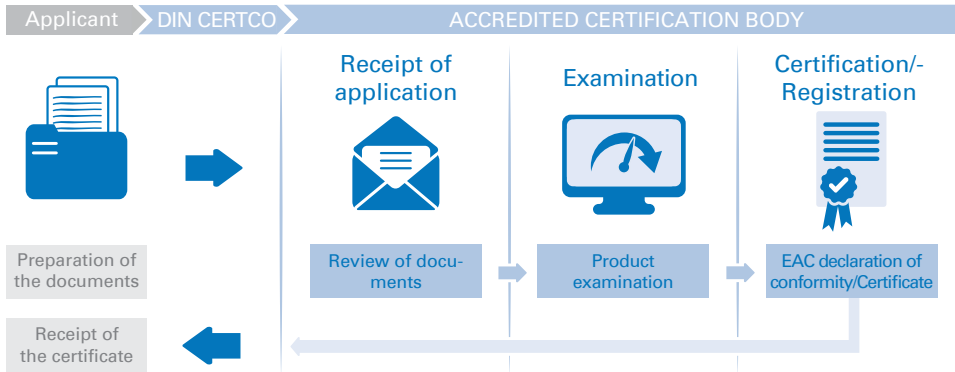 Applicant
DIN CERTCO
ACCREDITED CERTIFICATION BODY
Receipt of
application
Examination
Certification/-
Registration
Preparation of
the documents
Review of docu-
ments
Product
examination
EAC declaration of
conformity/Certificate
Receipt of
the certificate